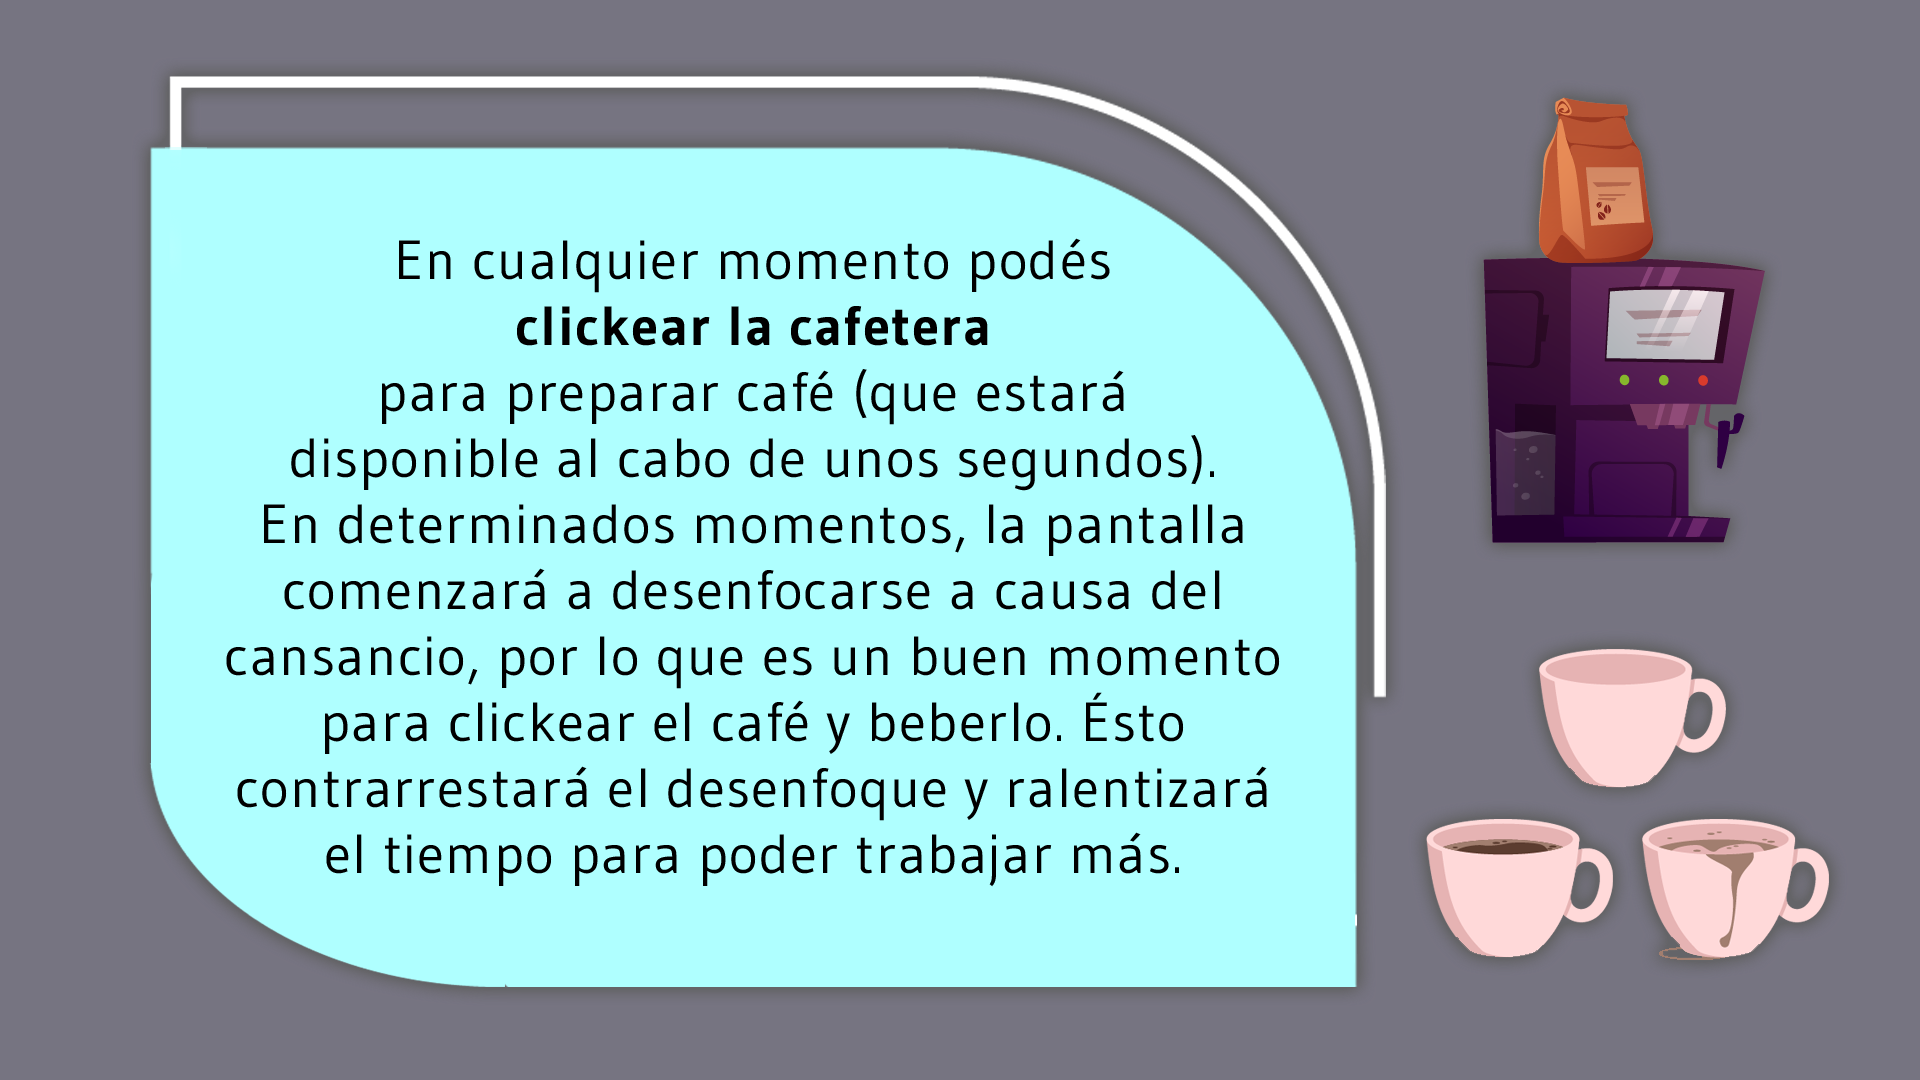 En cualquier momento podés
clickear la cafetera
para preparar café (que estará
disponible al cabo de unos segundos).
En determinados momentos, la pantalla
comenzará a desenfocarse a causa del
cansancio, por lo que es un buen momento
para clickear el café y beberlo. Ésto
contrarrestará el desenfoque y ralentizará
el tiempo para poder trabajar más.